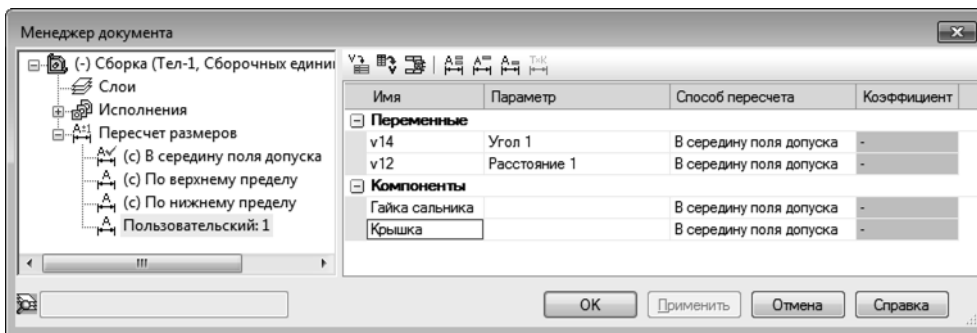 Менеджер документа
(-) Сборка (Тел-1, Сборочных едини
Слои
Исполнения
Пересчет размеров
(с) В середину поля допуска
(с) По верхнему пределу
(с) По нижнему пределу
Пользовательский: 1
Имя Параметр Способ пересчета Коэффициент
Переменные
v14 Угол 1 В середину поля допуска -
v12 Расстояние 1 В середину поля допуска -
Компоненты
Гайка сальника В середину поля допуска -
Крышка В середину поля допуска -
OK Применить Отмена Справка